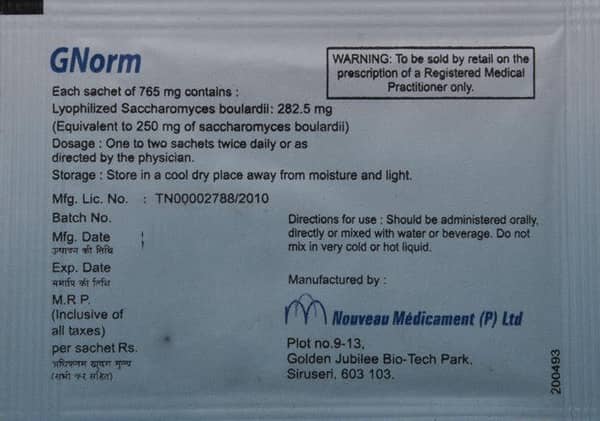 GNorm
WARNING: To be sold by retail on the
prescription of a Registered Medical
Practitioner only.
Each sachet of 765 mg contains :
Lyophilized Saccharomyces boulardii: 282.5 mg
(Equivalent to 250 mg of saccharomyces boulardii)
Dosage : One to two sachets twice daily or as
directed by the physician.
Storage : Store in a cool dry place away from moisture and light.
Mfg. Lic. No. : TN00002788/2010
Batch No.
Mfg. Date :
उत्पादन की तिथि
Exp. Date
समाप्ति की तिथि
M.R.P.
(Inclusive of
all taxes)
per sachet Rs.
अधिकतम खुदरा मूल्य
(सभी कर सहित)
Directions for use : Should be administered orally,
directly or mixed with water or beverage. Do not
mix in very cold or hot liquid.
Manufactured by :
Nouveau Médicament (P) Ltd
Plot no.9-13,
Golden Jubilee Bio-Tech Park,
Siruseri, 603 103.
200493